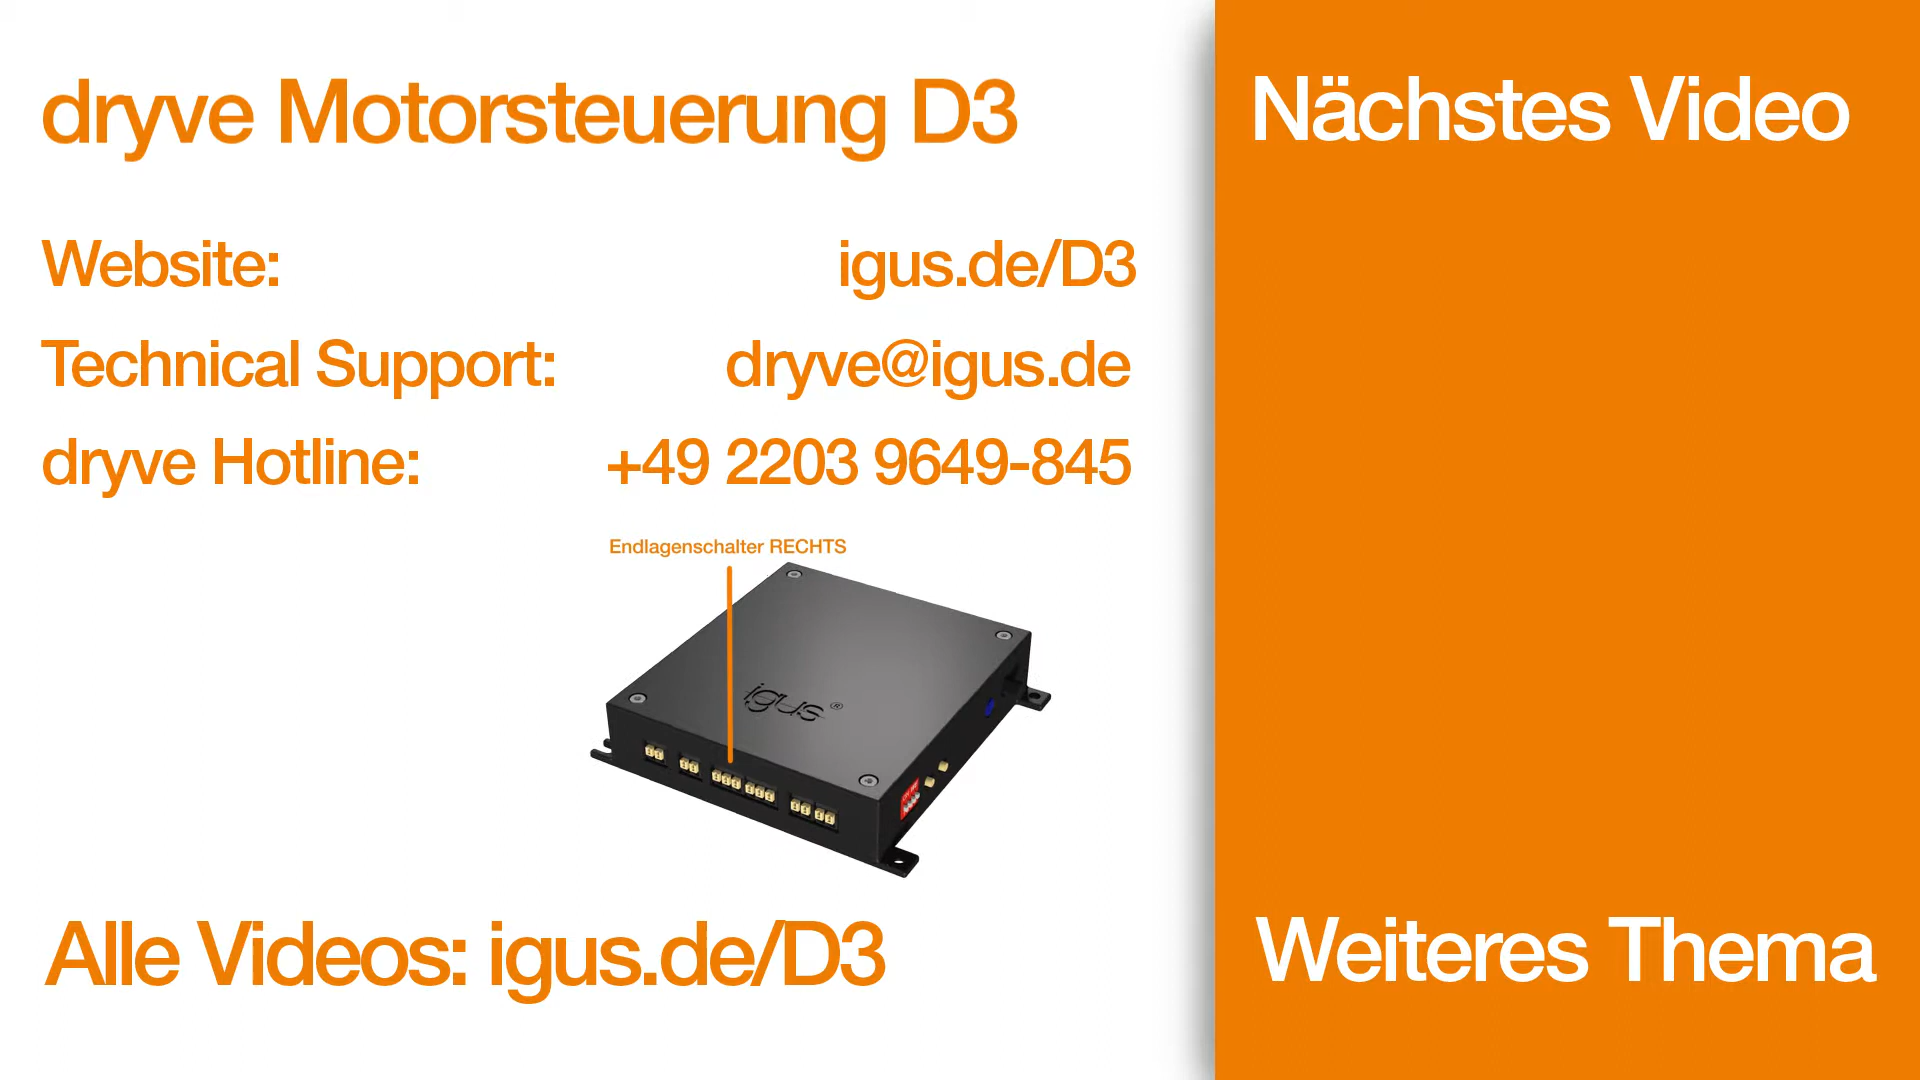 dryve Motorsteuerung D3
Website: igus.de/D3
Technical Support: dryve@igus.de
dryve Hotline: +49 2203 9649-845
Endlagenschalter RECHTS
igus®
Alle Videos: igus.de/D3
Nächstes Video
Weiteres Thema